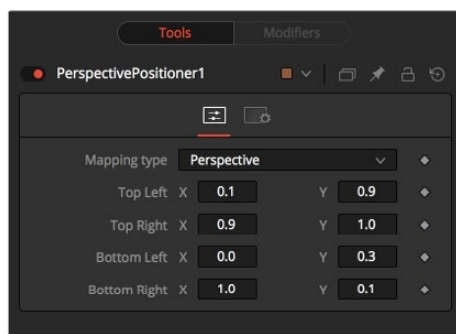 Tools Modifiers
PerspectivePositioner1
Mapping type Perspective
Top Left X 0.1 Y 0.9
Top Right X 0.9 Y 1.0
Bottom Left X 0.0 Y 0.3
Bottom Right X 1.0 Y 0.1